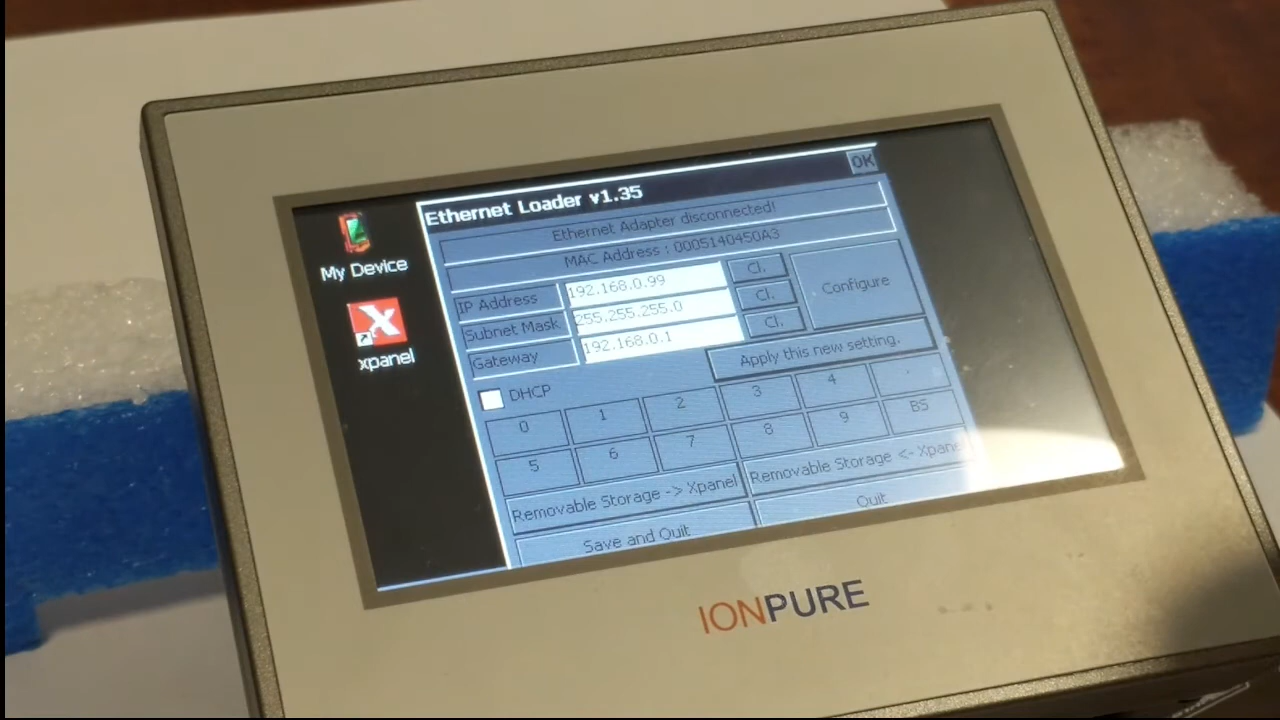 Ethernet Loader v1.35
OK
Ethernet Adapter disconnected!
MAC Address : 0005140450A3
My Device
xpanel
IP Address 192.168.0.99 Cl.
Subnet Mask 255.255.255.0 Cl.
Gateway 192.168.0.1 Cl.
Configure
DHCP
Apply this new setting.
0 1 2 3 4 .
5 6 7 8 9 BS
Removable Storage -> Xpanel
Removable Storage <- Xpanel
Save and Quit
Quit
IONPURE